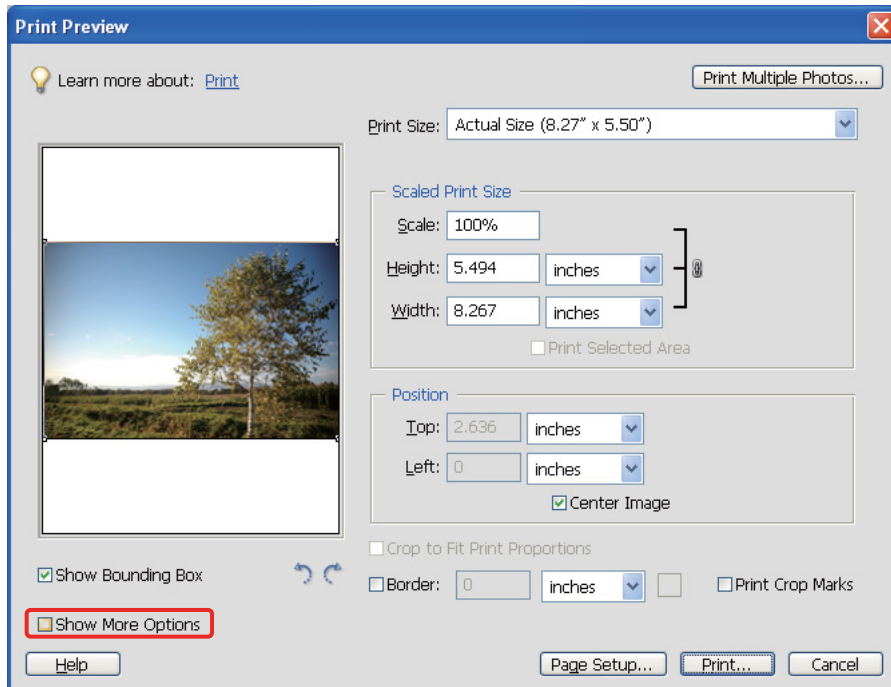 Print Preview
Learn more about: Print
Print Multiple Photos...
Print Size: Actual Size (8.27" x 5.50")
Scaled Print Size
Scale: 100%
Height: 5.494 inches
Width: 8.267 inches
Print Selected Area
Position
Top: 2.636 inches
Left: 0 inches
Center Image
Crop to Fit Print Proportions
Show Bounding Box
Border: 0 inches Print Crop Marks
Show More Options
Help Page Setup... Print... Cancel